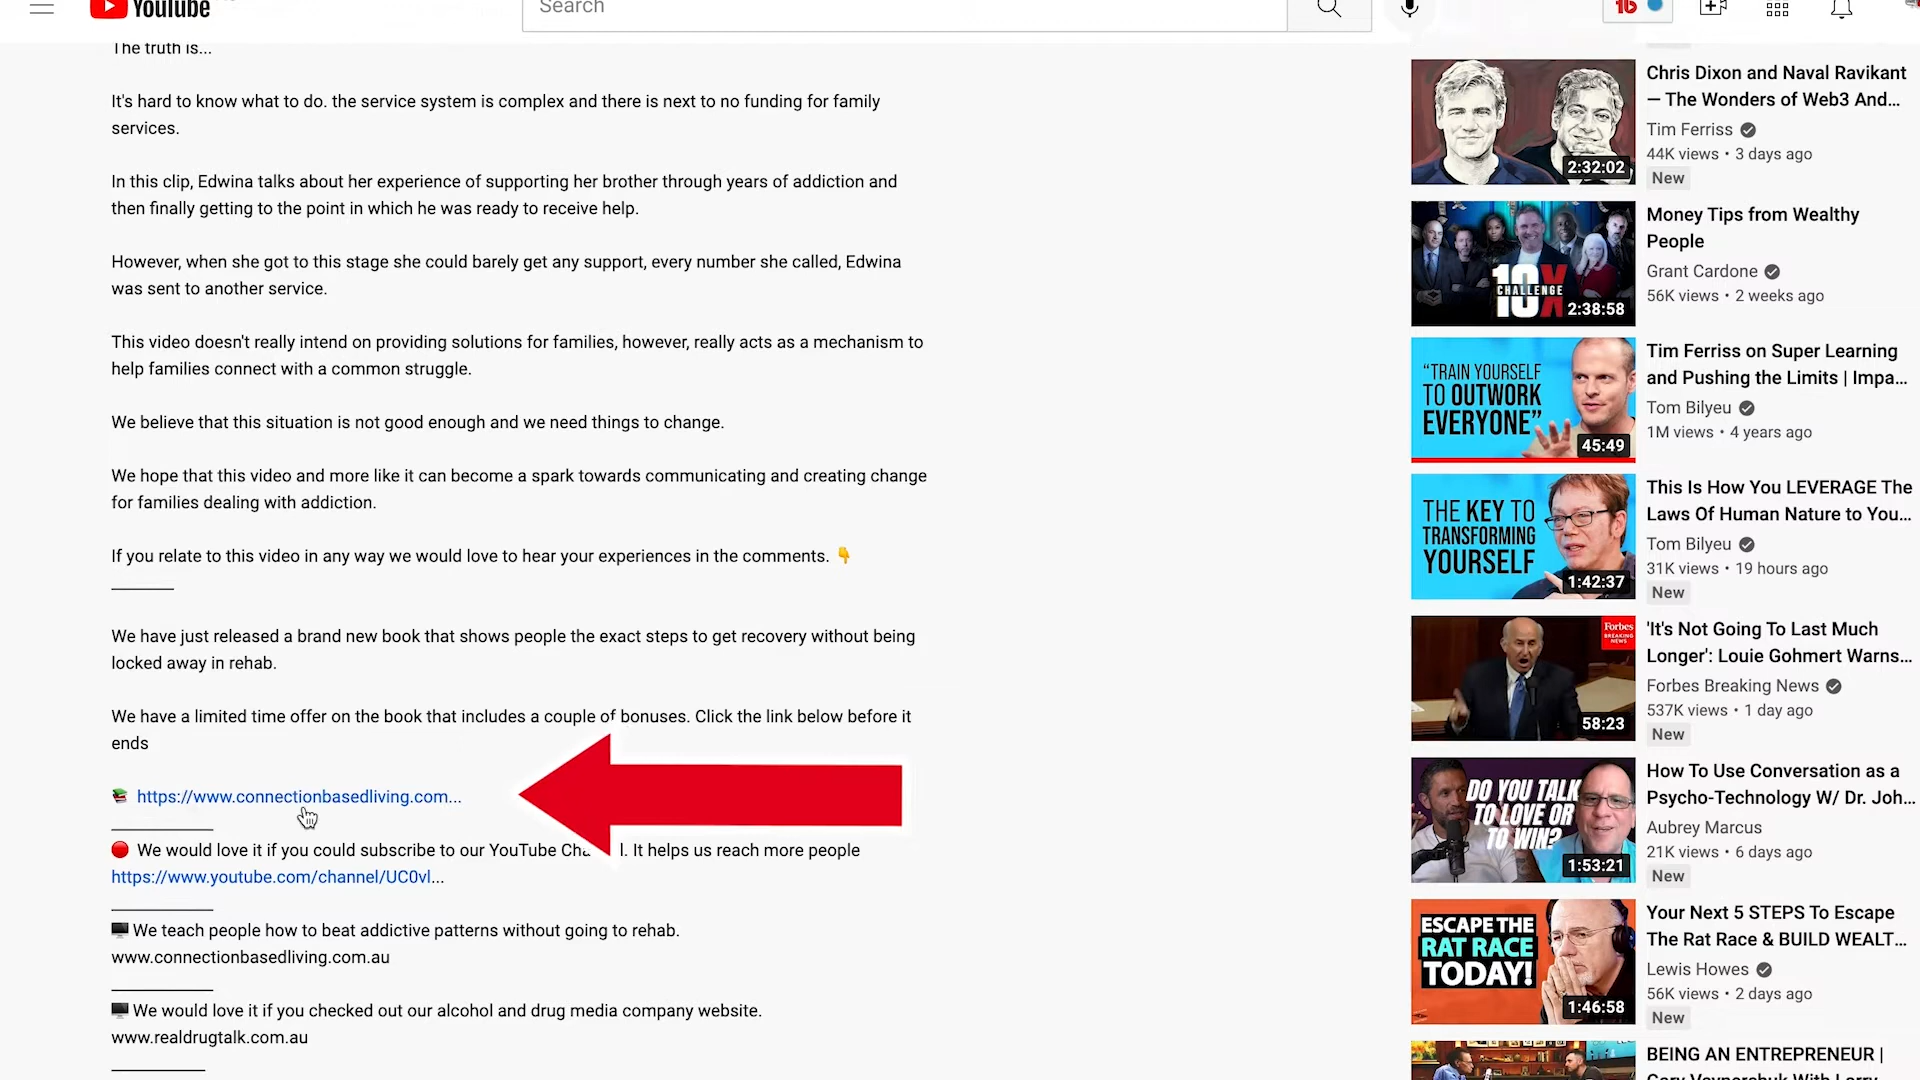 YouTube
Search
The truth is...
It's hard to know what to do. the service system is complex and there is next to no funding for family
services.
In this clip, Edwina talks about her experience of supporting her brother through years of addiction and
then finally getting to the point in which he was ready to receive help.
However, when she got to this stage she could barely get any support, every number she called, Edwina
was sent to another service.
This video doesn't really intend on providing solutions for families, however, really acts as a mechanism to
help families connect with a common struggle.
We believe that this situation is not good enough and we need things to change.
We hope that this video and more like it can become a spark towards communicating and creating change
for families dealing with addiction.
If you relate to this video in any way we would love to hear your experiences in the comments. 👇
We have just released a brand new book that shows people the exact steps to get recovery without being
locked away in rehab.
We have a limited time offer on the book that includes a couple of bonuses. Click the link below before it
ends
📚 https://www.connectionbasedliving.com...
🔴 We would love it if you could subscribe to our YouTube Cha l. It helps us reach more people
https://www.youtube.com/channel/UC0vl...
🖥️ We teach people how to beat addictive patterns without going to rehab.
www.connectionbasedliving.com.au
🖥️ We would love it if you checked out our alcohol and drug media company website.
www.realdrugtalk.com.au
2:32:02
Chris Dixon and Naval Ravikant
— The Wonders of Web3 And...
Tim Ferriss
44K views • 3 days ago
New
10X
CHALLENGE
2:38:58
Money Tips from Wealthy
People
Grant Cardone
56K views • 2 weeks ago
"TRAIN YOURSELF
TO OUTWORK
EVERYONE"
45:49
Tim Ferriss on Super Learning
and Pushing the Limits | Impa...
Tom Bilyeu
1M views • 4 years ago
THE KEY TO
TRANSFORMING
YOURSELF
1:42:37
This Is How You LEVERAGE The
Laws Of Human Nature to You...
Tom Bilyeu
31K views • 19 hours ago
New
Forbes
BREAKING
NEWS
58:23
'It's Not Going To Last Much
Longer': Louie Gohmert Warns...
Forbes Breaking News
537K views • 1 day ago
New
DO YOU TALK
TO LOVE OR
TO WIN?
1:53:21
How To Use Conversation as a
Psycho-Technology W/ Dr. Joh...
Aubrey Marcus
21K views • 6 days ago
New
ESCAPE THE
RAT RACE
TODAY!
1:46:58
Your Next 5 STEPS To Escape
The Rat Race & BUILD WEALT...
Lewis Howes
56K views • 2 days ago
New
BEING AN ENTREPRENEUR |